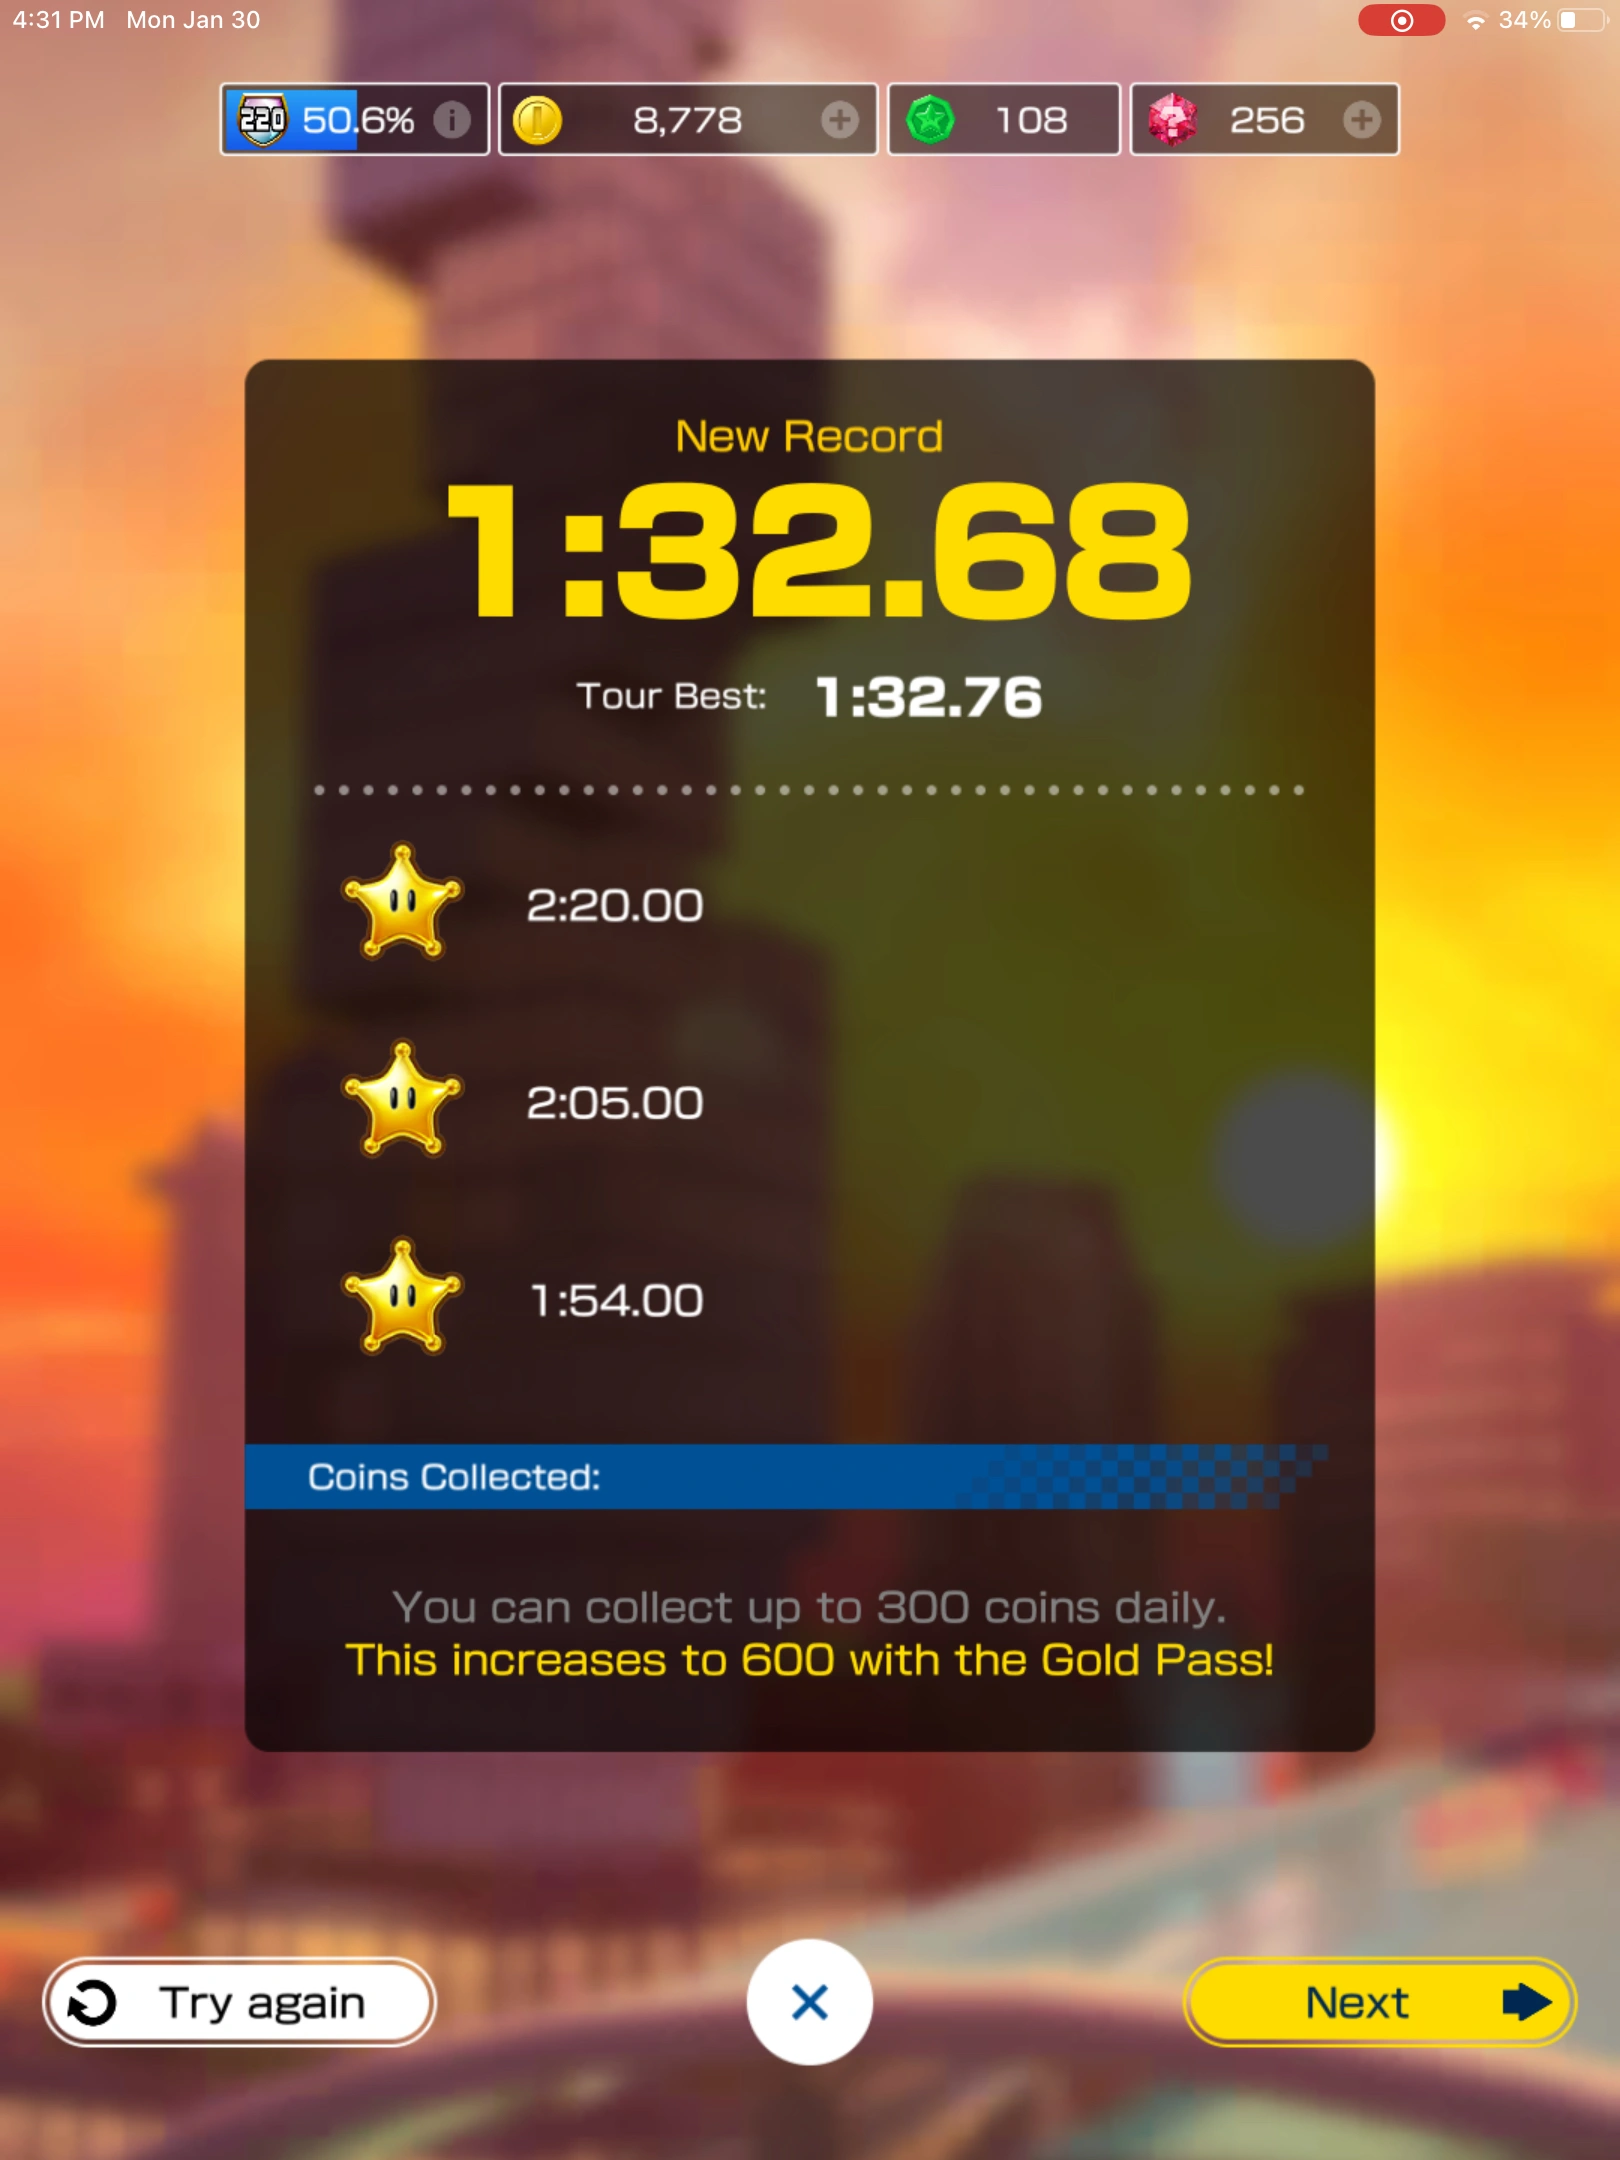 4:31 PM Mon Jan 30 34%
220 50.6% 8,778 108 256
New Record
1:32.68
Tour Best: 1:32.76
2:20.00
2:05.00
1:54.00
Coins Collected:
You can collect up to 300 coins daily.
This increases to 600 with the Gold Pass!
Try again Next